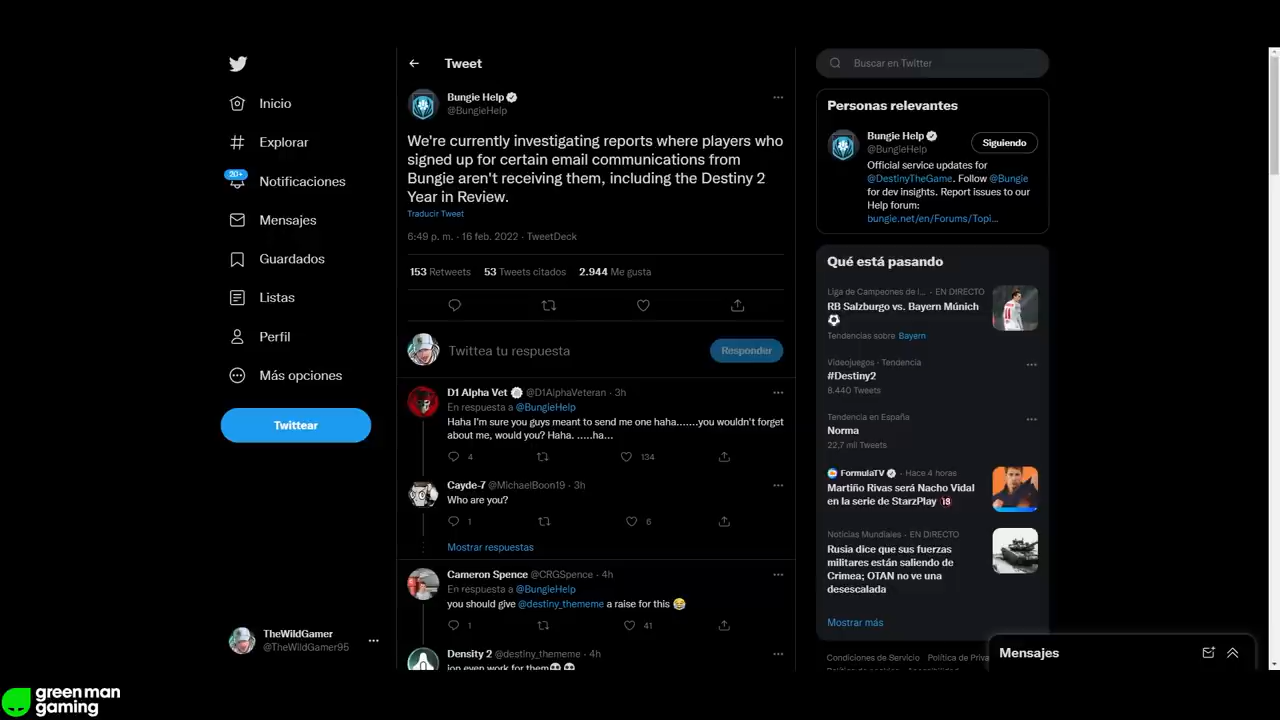 Inicio
Explorar
20+
Notificaciones
Mensajes
Guardados
Listas
Perfil
Más opciones
Twittear
TheWildGamer
@TheWildGamer95
Tweet
Bungie Help
@BungieHelp
We're currently investigating reports where players who
signed up for certain email communications from
Bungie aren't receiving them, including the Destiny 2
Year in Review.
Traducir Tweet
6:49 p. m. · 16 feb. 2022 · TweetDeck
153 Retweets 53 Tweets citados 2.944 Me gusta
Twittea tu respuesta
Responder
D1 Alpha Vet @D1AlphaVeteran · 3h
En respuesta a @BungieHelp
Haha I'm sure you guys meant to send me one haha.......you wouldn't forget
about me, would you? Haha. .....ha...
4 134
Cayde-7 @MichaelBoon19 · 3h
Who are you?
1 6
Mostrar respuestas
Cameron Spence @CRGSpence · 4h
En respuesta a @BungieHelp
you should give @destiny_thememe a raise for this 😂
1 41
Density 2 @destiny_thememe · 4h
ion even work for them💀💀
Buscar en Twitter
Personas relevantes
Bungie Help
@BungieHelp
Siguiendo
Official service updates for
@DestinyTheGame. Follow @Bungie
for dev insights. Report issues to our
Help forum:
bungie.net/en/Forums/Topi...
Qué está pasando
Liga de Campeones de l... · EN DIRECTO
RB Salzburgo vs. Bayern Múnich
⚽
Tendencias sobre Bayern
Videojuegos · Tendencia
#Destiny2
8.440 Tweets
Tendencia en España
Norma
22,7 mil Tweets
FormulaTV · Hace 4 horas
Martiño Rivas será Nacho Vidal
en la serie de StarzPlay 🔞
Noticias Mundiales · EN DIRECTO
Rusia dice que sus fuerzas
militares están saliendo de
Crimea; OTAN no ve una
desescalada
Mostrar más
Condiciones de Servicio Política de Priva
Mensajes
green man
gaming